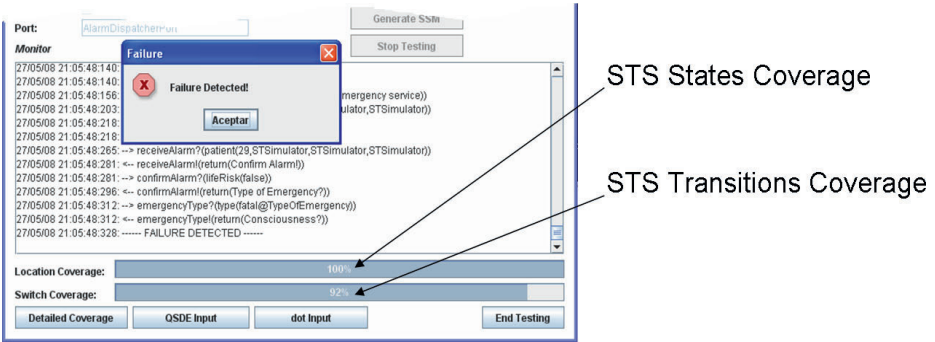 Generate SSM
Port: AlarmDispatcherPort
Monitor
Stop Testing
Failure
Failure Detected!
Aceptar
27/05/08 21:05:48:140:
27/05/08 21:05:48:140:
27/05/08 21:05:48:156: mergency service))
27/05/08 21:05:48:203: ulator,STSimulator))
27/05/08 21:05:48:218:
27/05/08 21:05:48:218:
27/05/08 21:05:48:265: --> receiveAlarm?(patient(29,STSimulator,STSimulator,STSimulator))
27/05/08 21:05:48:281: <-- receiveAlarm!(return(Confirm Alarm!))
27/05/08 21:05:48:281: --> confirmAlarm?(lifeRisk(false))
27/05/08 21:05:48:296: <-- confirmAlarm!(return(Type of Emergency?))
27/05/08 21:05:48:312: --> emergencyType?(type(fatal@TypeOfEmergency))
27/05/08 21:05:48:312: <-- emergencyType!(return(Consciousness?))
27/05/08 21:05:48:328: ------ FAILURE DETECTED ------
STS States Coverage
STS Transitions Coverage
Location Coverage: 100%
Switch Coverage: 92%
Detailed Coverage
QSDE Input
dot Input
End Testing